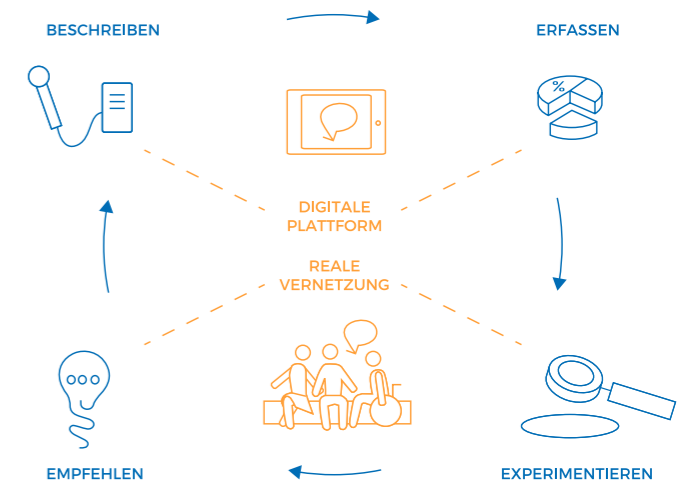 BESCHREIBEN
ERFASSEN
%
DIGITALE
PLATTFORM
REALE
VERNETZUNG
EMPFEHLEN
EXPERIMENTIEREN